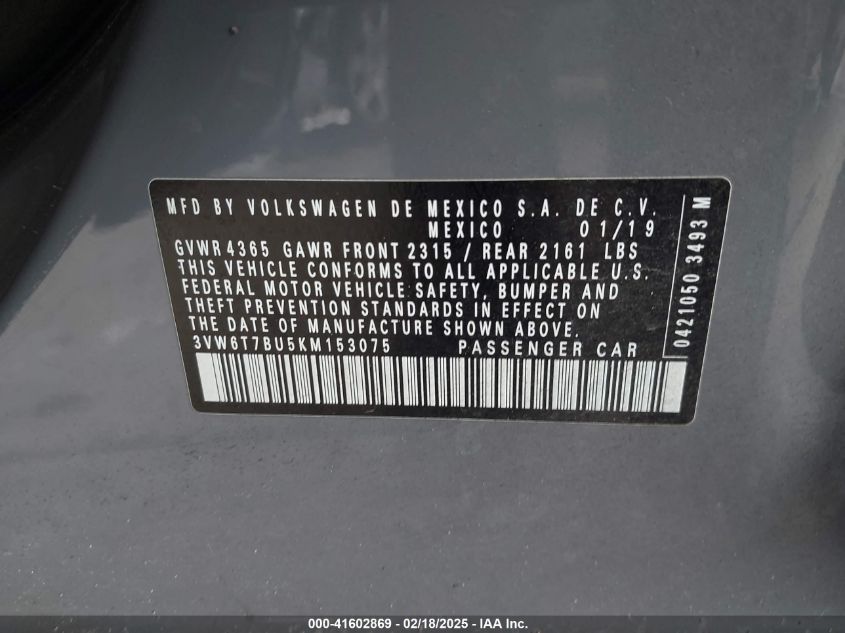 MFD BY VOLKSWAGEN DE MEXICO S.A. DE C.V.
MEXICO 01/19
GVWR 4365 GAWR FRONT 2315 / REAR 2161 LBS
THIS VEHICLE CONFORMS TO ALL APPLICABLE U.S.
FEDERAL MOTOR VEHICLE SAFETY, BUMPER AND
THEFT PREVENTION STANDARDS IN EFFECT ON
THE DATE OF MANUFACTURE SHOWN ABOVE.
3VW6T7BU5KM153075 PASSENGER CAR
0421050 3493 M
000-41602869 - 02/18/2025 - IAA Inc.